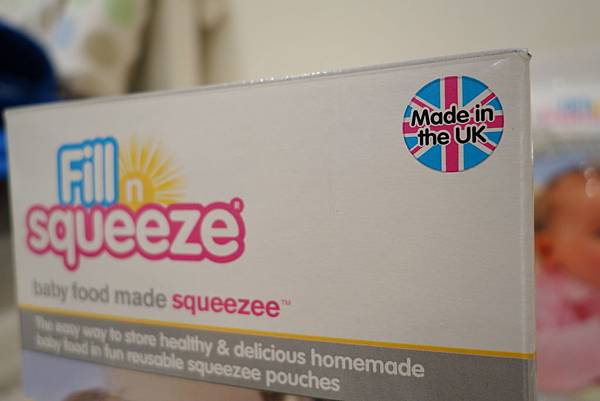 Made in
the UK
Fill
n
squeeze®
baby food made squeezee™
The easy way to store healthy & delicious homemade
baby food in fun reusable squeezee pouches